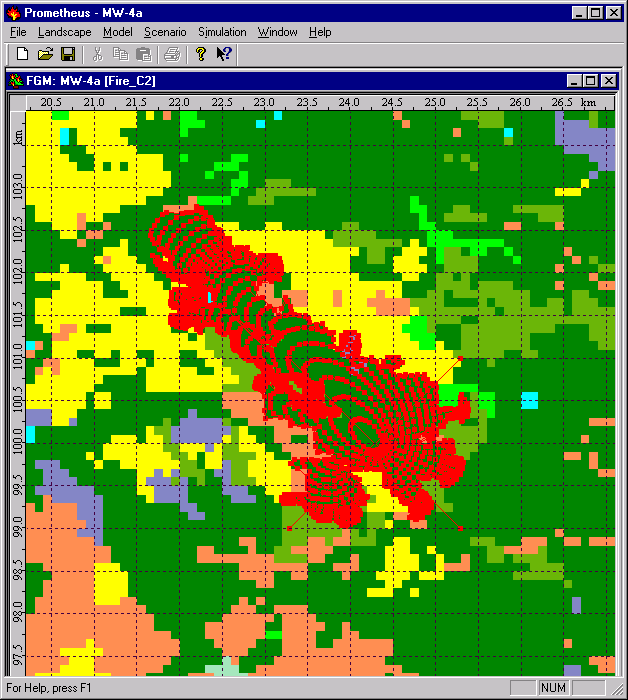 Prometheus - MW-4a
File Landscape Model Scenario Simulation Window Help
FGM: MW-4a [Fire_C2]
20.5 21.0 21.5 22.0 22.5 23.0 23.5 24.0 24.5 25.0 25.5 26.0 26.5 km
km
103.0
102.5
102.0
101.5
101.0
100.5
100.0
99.5
99.0
98.5
98.0
97.5
For Help, press F1 NUM